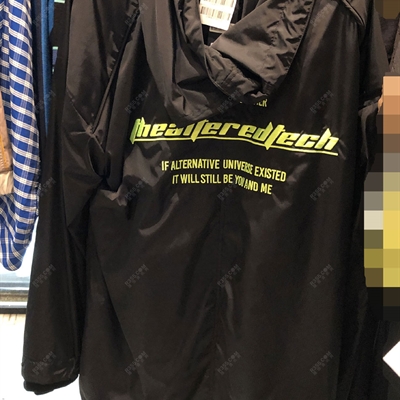 thealteredtech
IF ALTERNATIVE UNIVERSE EXISTED
IT WILL STILL BE YOU AND ME